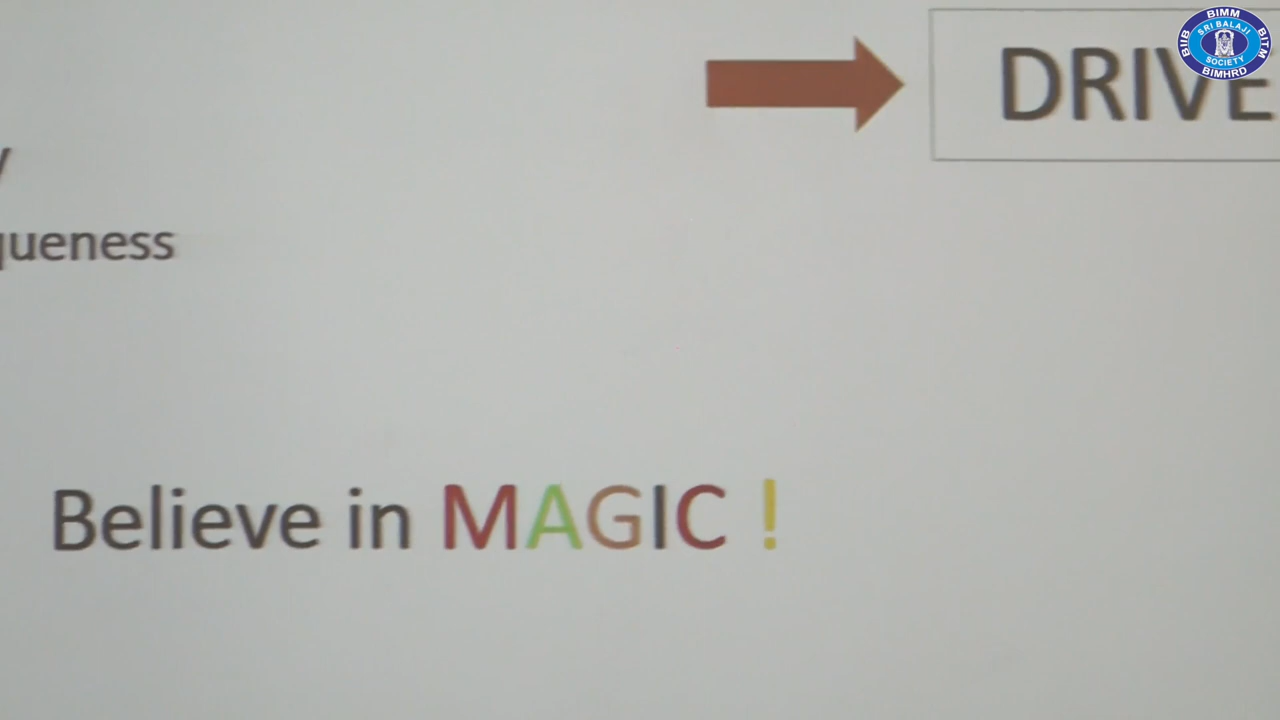 DRIVE
queness
Believe in MAGIC !
BIMM
BIIB
SRI BALAJI
SOCIETY
BITM
BIMHRD